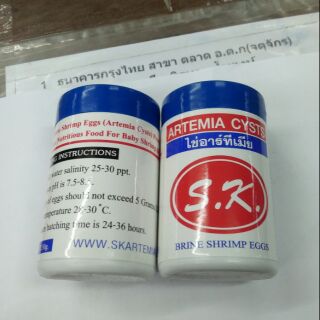 ธนาคารกรุงไทย สาขา ตลาด อ.ต.ก(จตุจักร)
Shrimp Eggs (Artemia Cysts)
Nutritious Food For Baby Shrimp
INSTRUCTIONS
water salinity 25-30 ppt.
pH is 7.5-8.5
eggs should not exceed 5 Grams
temperature 28-30 °C
hatching time is 24-36 hours.
WWW.SKARTEMIA
ARTEMIA CYSTS
ไข่อาร์ทีเมีย
S.K.
BRINE SHRIMP EGGS